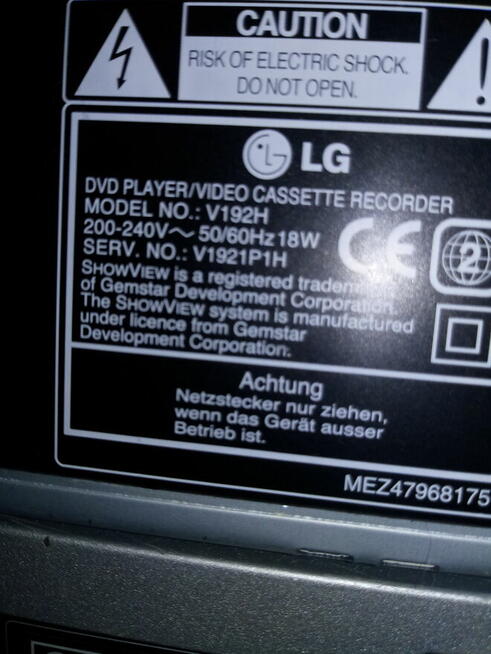 CAUTION
RISK OF ELECTRIC SHOCK.
DO NOT OPEN.
LG
DVD PLAYER/VIDEO CASSETTE RECORDER
MODEL NO.: V192H
200-240V～ 50/60Hz 18W
SERV. NO.: V1921P1H
CE
2
SHOWVIEW is a registered
of Gemstar Development Corporation.
The SHOWVIEW system is manufactured
under licence from Gemstar
Development Corporation.
Achtung
Netzstecker nur ziehen,
wenn das Gerät ausser
Betrieb ist.
MEZ47968175